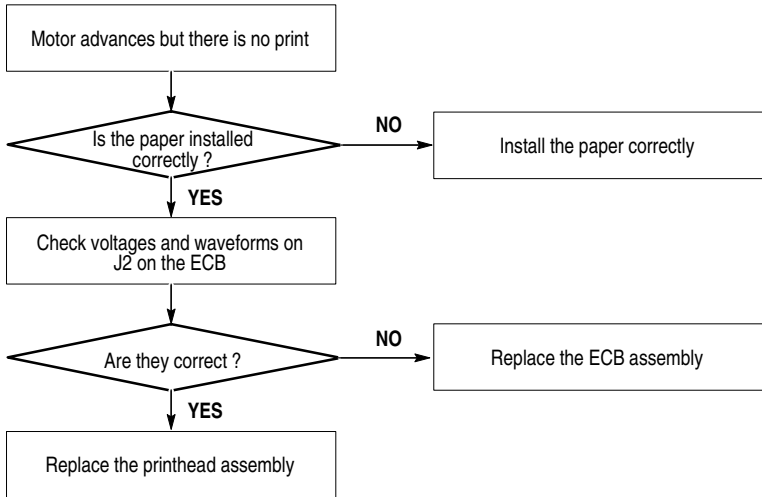 Motor advances but there is no print
Is the paper installed
correctly ?
NO
Install the paper correctly
YES
Check voltages and waveforms on
J2 on the ECB
Are they correct ?
NO
Replace the ECB assembly
YES
Replace the printhead assembly